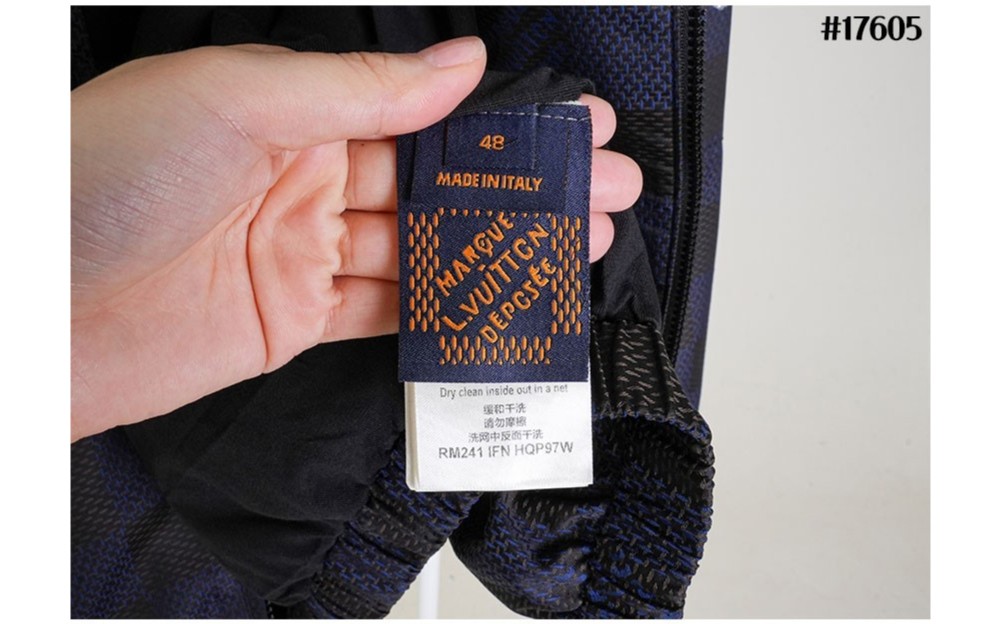 #17605
48
MADE IN ITALY
MARQUE
L.VUITTON
DEPOSÉE
Dry clean inside out in a net
缓和干洗
请勿摩擦
洗网中反面干洗
RM241 IFN HQP97W